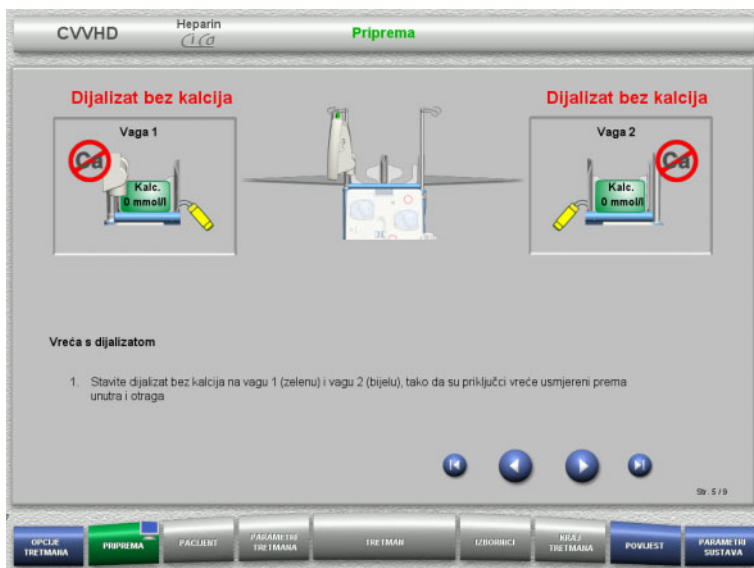 CVVHD
Heparin
Ci Ca
Priprema
Dijalizat bez kalcija
Dijalizat bez kalcija
Vaga 1
Ca
Kalc.
0 mmol/l
Vaga 2
Ca
Kalc.
0 mmol/l
Vreća s dijalizatom
1. Stavite dijalizat bez kalcija na vagu 1 (zelenu) i vagu 2 (bijelu), tako da su priključci vreće usmjereni prema
unutra i otraga
Str. 5 / 9
OPCIJE
TRETMANA
PRIPREMA
PACIJENT
PARAMETRI
TRETMANA
TRETMAN
IZBORNICI
KRAJ
TRETMANA
POVIJEST
PARAMETRI
SUSTAVA